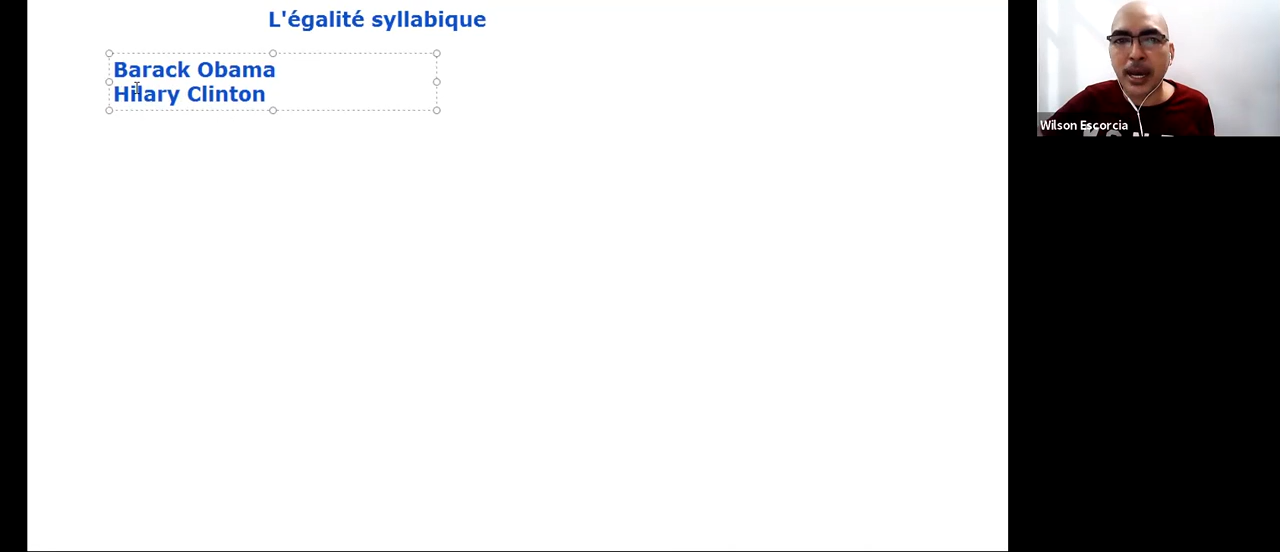 L'égalité syllabique
Barack Obama
Hilary Clinton
Wilson Escorcia